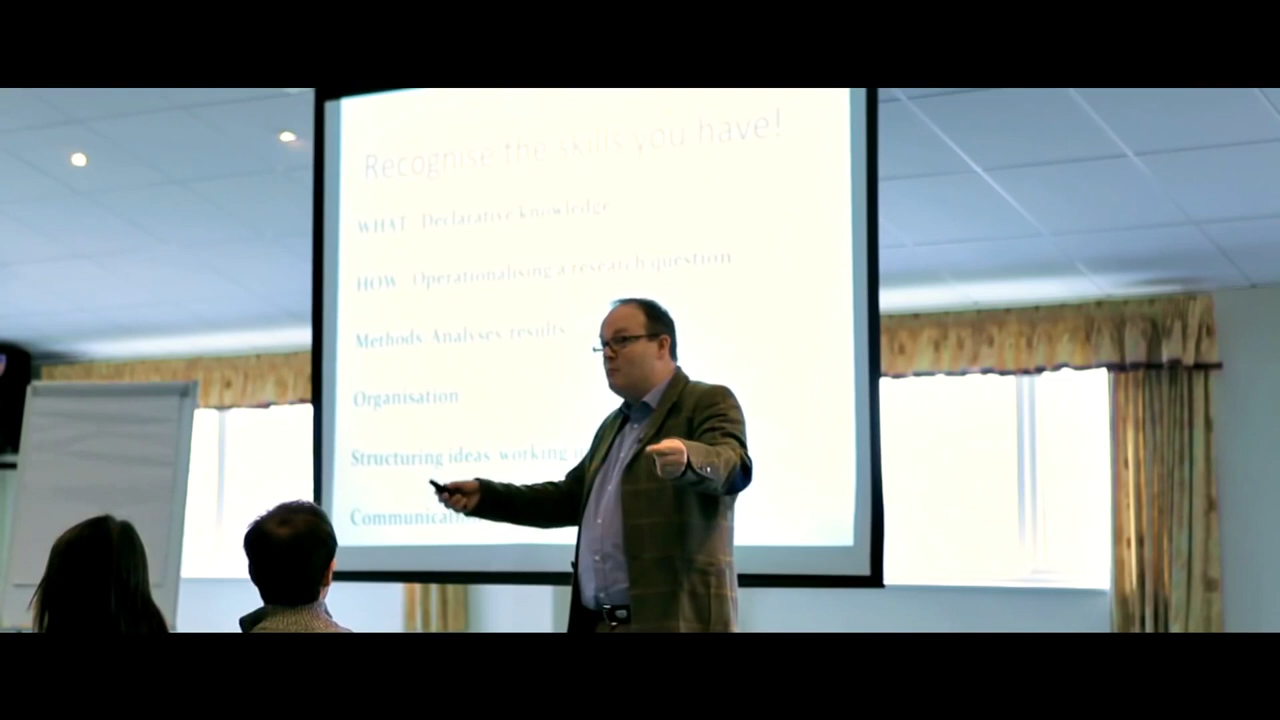 Recognise the skills you have!
WHAT Declarative knowledge
HOW Operationalising a research question
Methods Analyses results
Organisation
Structuring ideas working